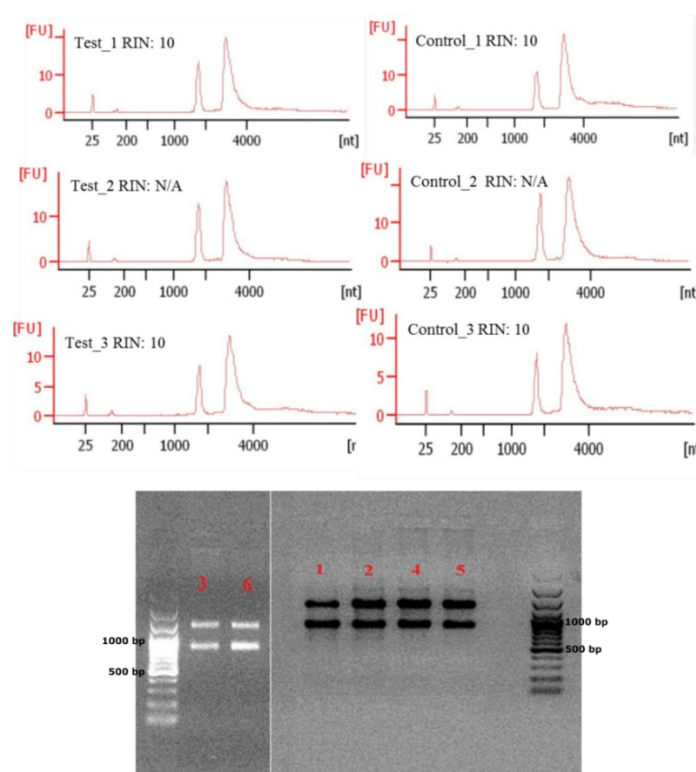 [FU]
Test_1 RIN: 10
10
0
25 200 1000 4000 [nt]
[FU]
Control_1 RIN: 10
10
0
25 200 1000 4000 [nt]
[FU]
Test_2 RIN: N/A
10
0
25 200 1000 4000 [nt]
[FU]
Control_2 RIN: N/A
10
0
25 200 1000 4000 [nt]
[FU]
Test_3 RIN: 10
10
5
0
25 200 1000 4000 [r
[FU]
Control_3 RIN: 10
10
5
0
25 200 1000 4000 [nt
3 6
1000 bp
500 bp
1 2 4 5
1000 bp
500 bp